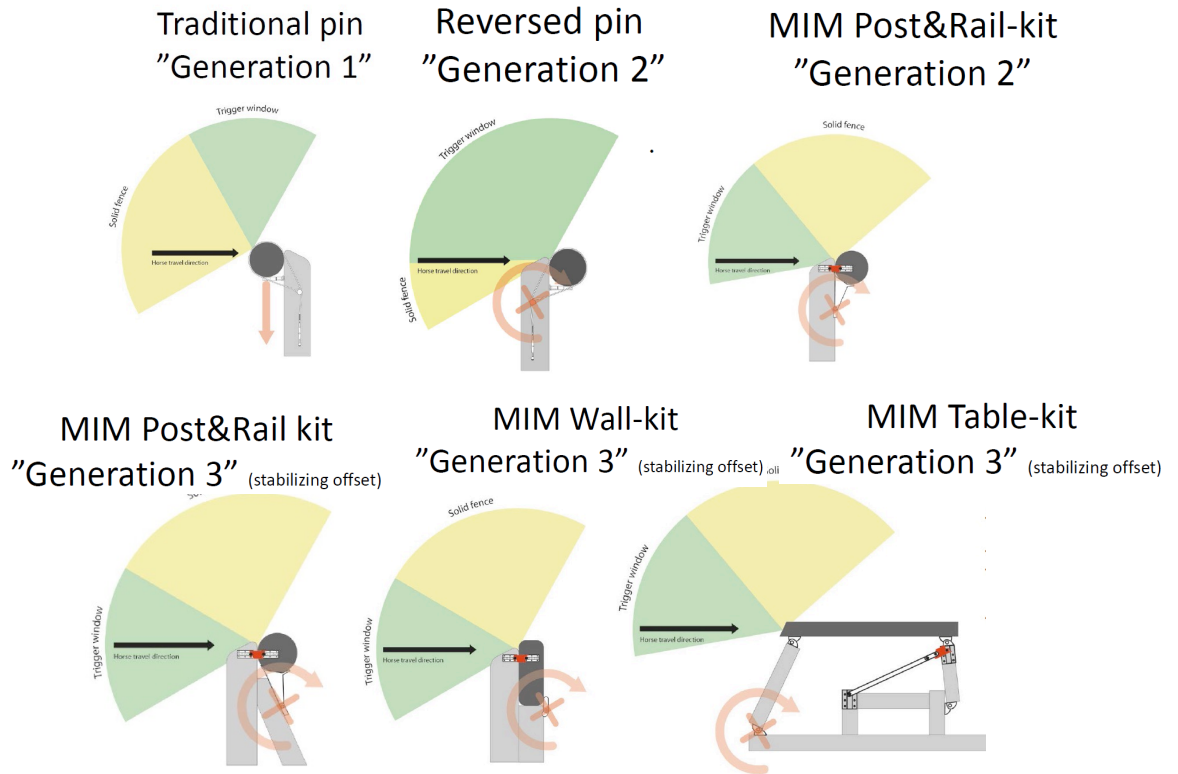 Traditional pin
”Generation 1”
Reversed pin
”Generation 2”
MIM Post&Rail-kit
”Generation 2”
Trigger window
Solid fence
Horse travel direction
Trigger window
Solid fence
Horse travel direction
.
Solid fence
Trigger window
Horse travel direction
MIM Post&Rail kit
”Generation 3” (stabilizing offset)
MIM Wall-kit
”Generation 3” (stabilizing offset)
MIM Table-kit
”Generation 3” (stabilizing offset)
Trigger window
Horse travel direction
Solid fence
Trigger window
Horse travel direction
Trigger window
Horse travel direction